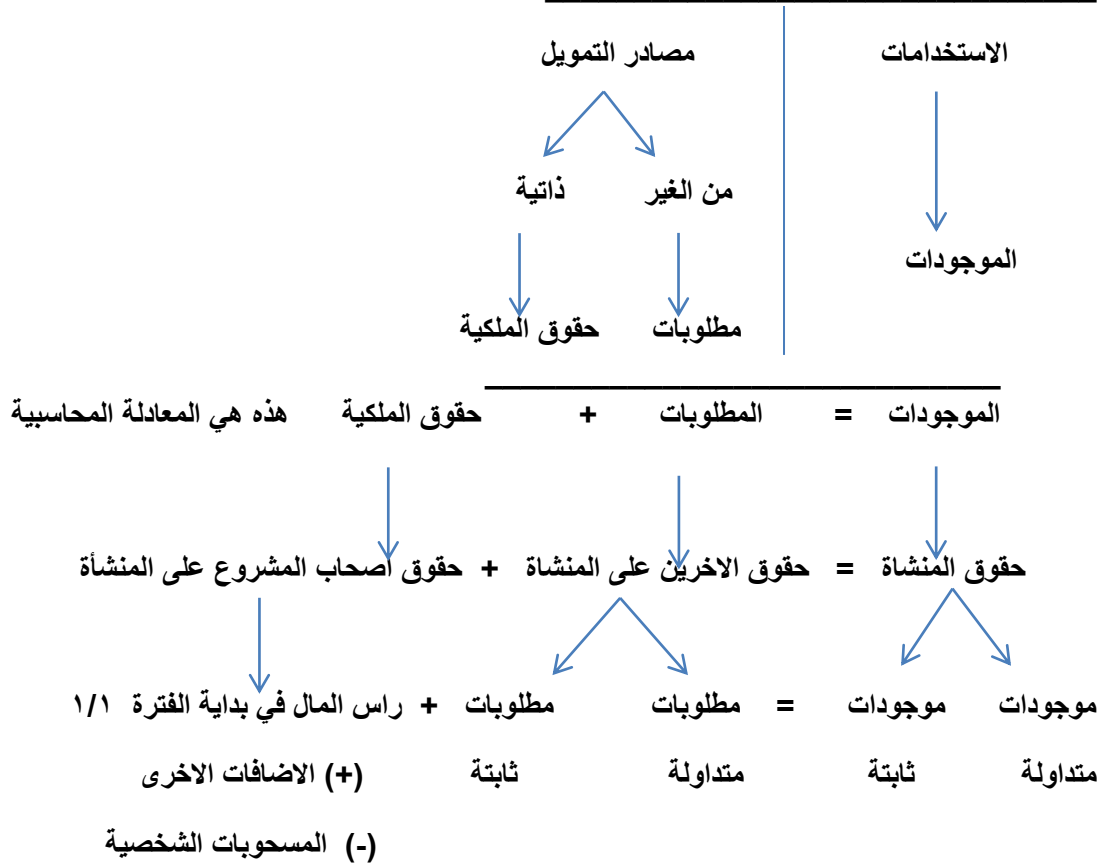 الاستخدامات مصادر التمويل
من الغير ذاتية
الموجودات
مطلوبات حقوق الملكية
الموجودات = المطلوبات + حقوق الملكية هذه هي المعادلة المحاسبية
حقوق المنشاة = حقوق الاخرين على المنشاة + حقوق اصحاب المشروع على المنشأة
موجودات موجودات = مطلوبات مطلوبات + راس المال في بداية الفترة ١/١
متداولة ثابتة متداولة ثابتة (+) الاضافات الاخرى
(-) المسحوبات الشخصية